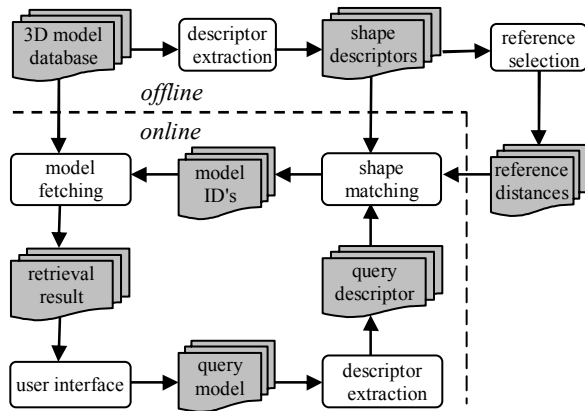 3D model
database
descriptor
extraction
shape
descriptors
reference
selection
offline
online
model
fetching
model
ID's
shape
matching
reference
distances
retrieval
result
query
descriptor
user interface
query
model
descriptor
extraction